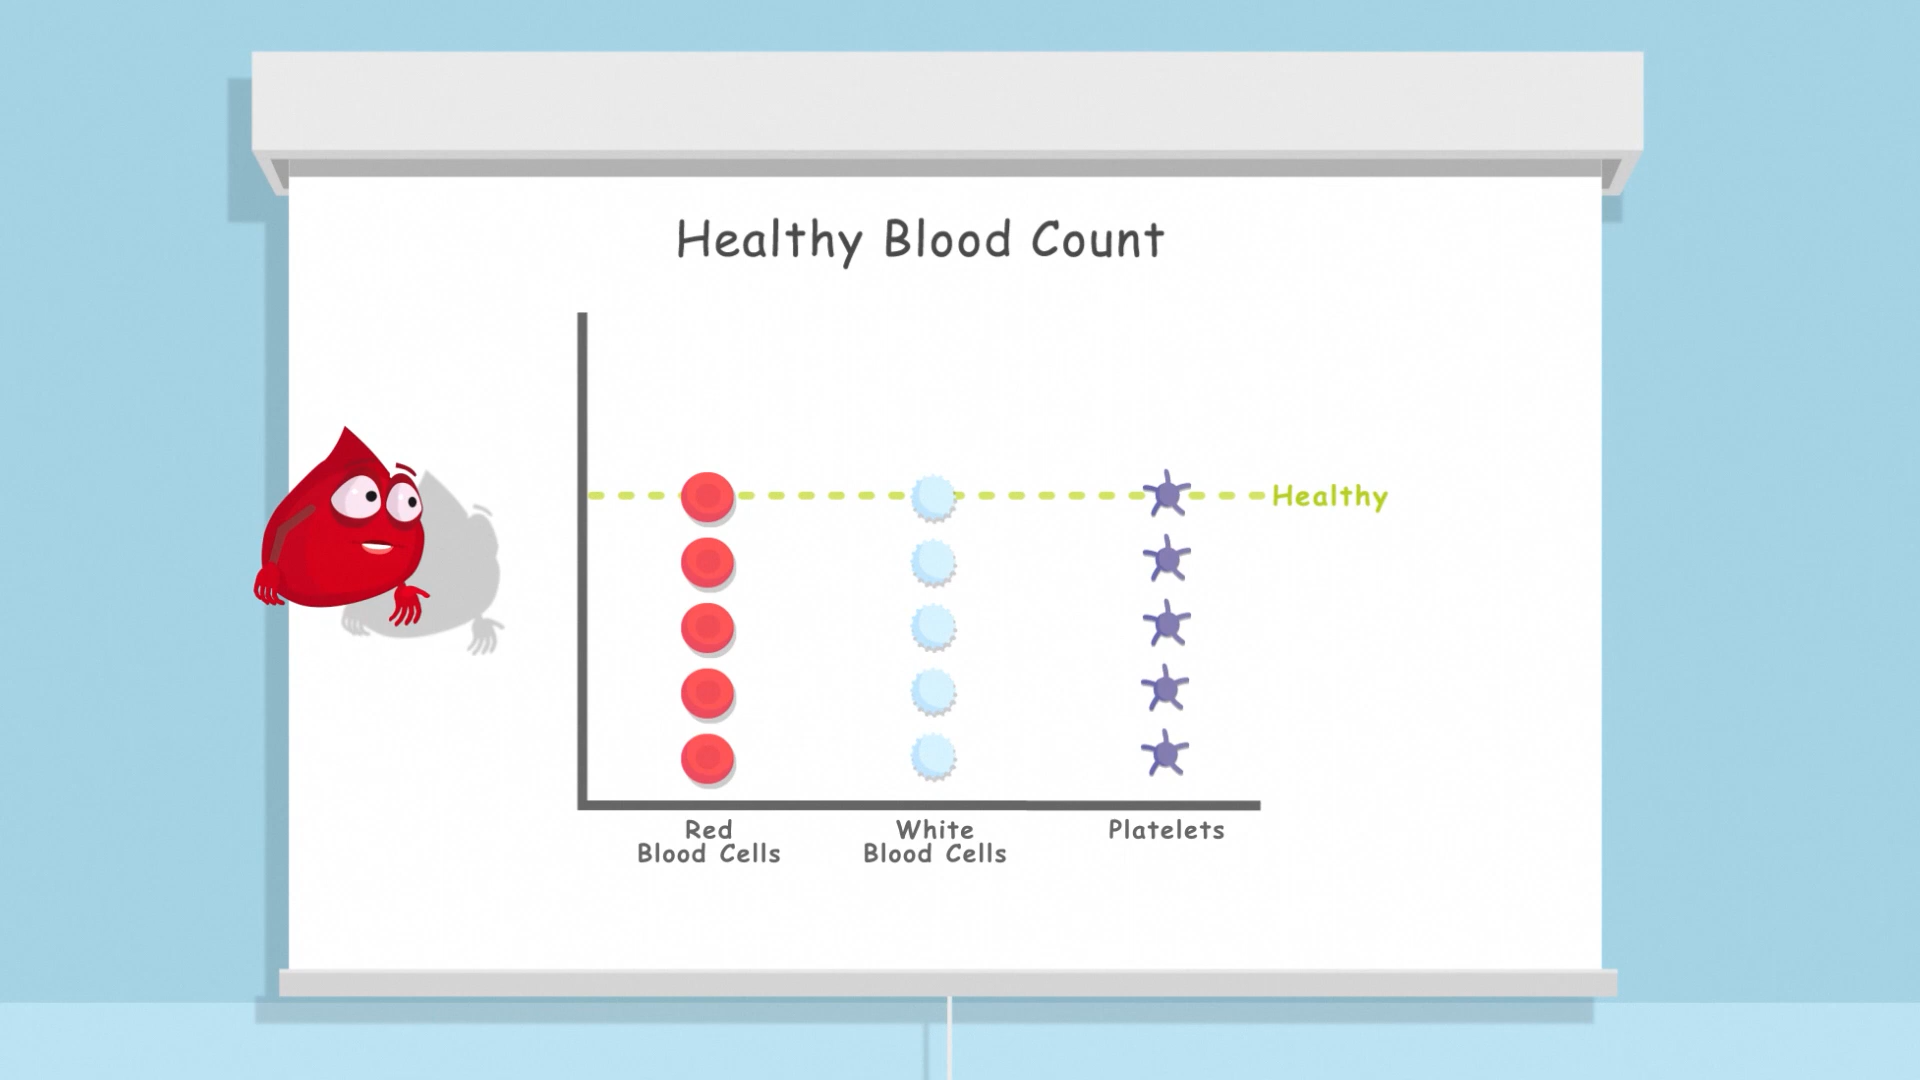 Healthy Blood Count
Healthy
Red
Blood Cells
White
Blood Cells
Platelets